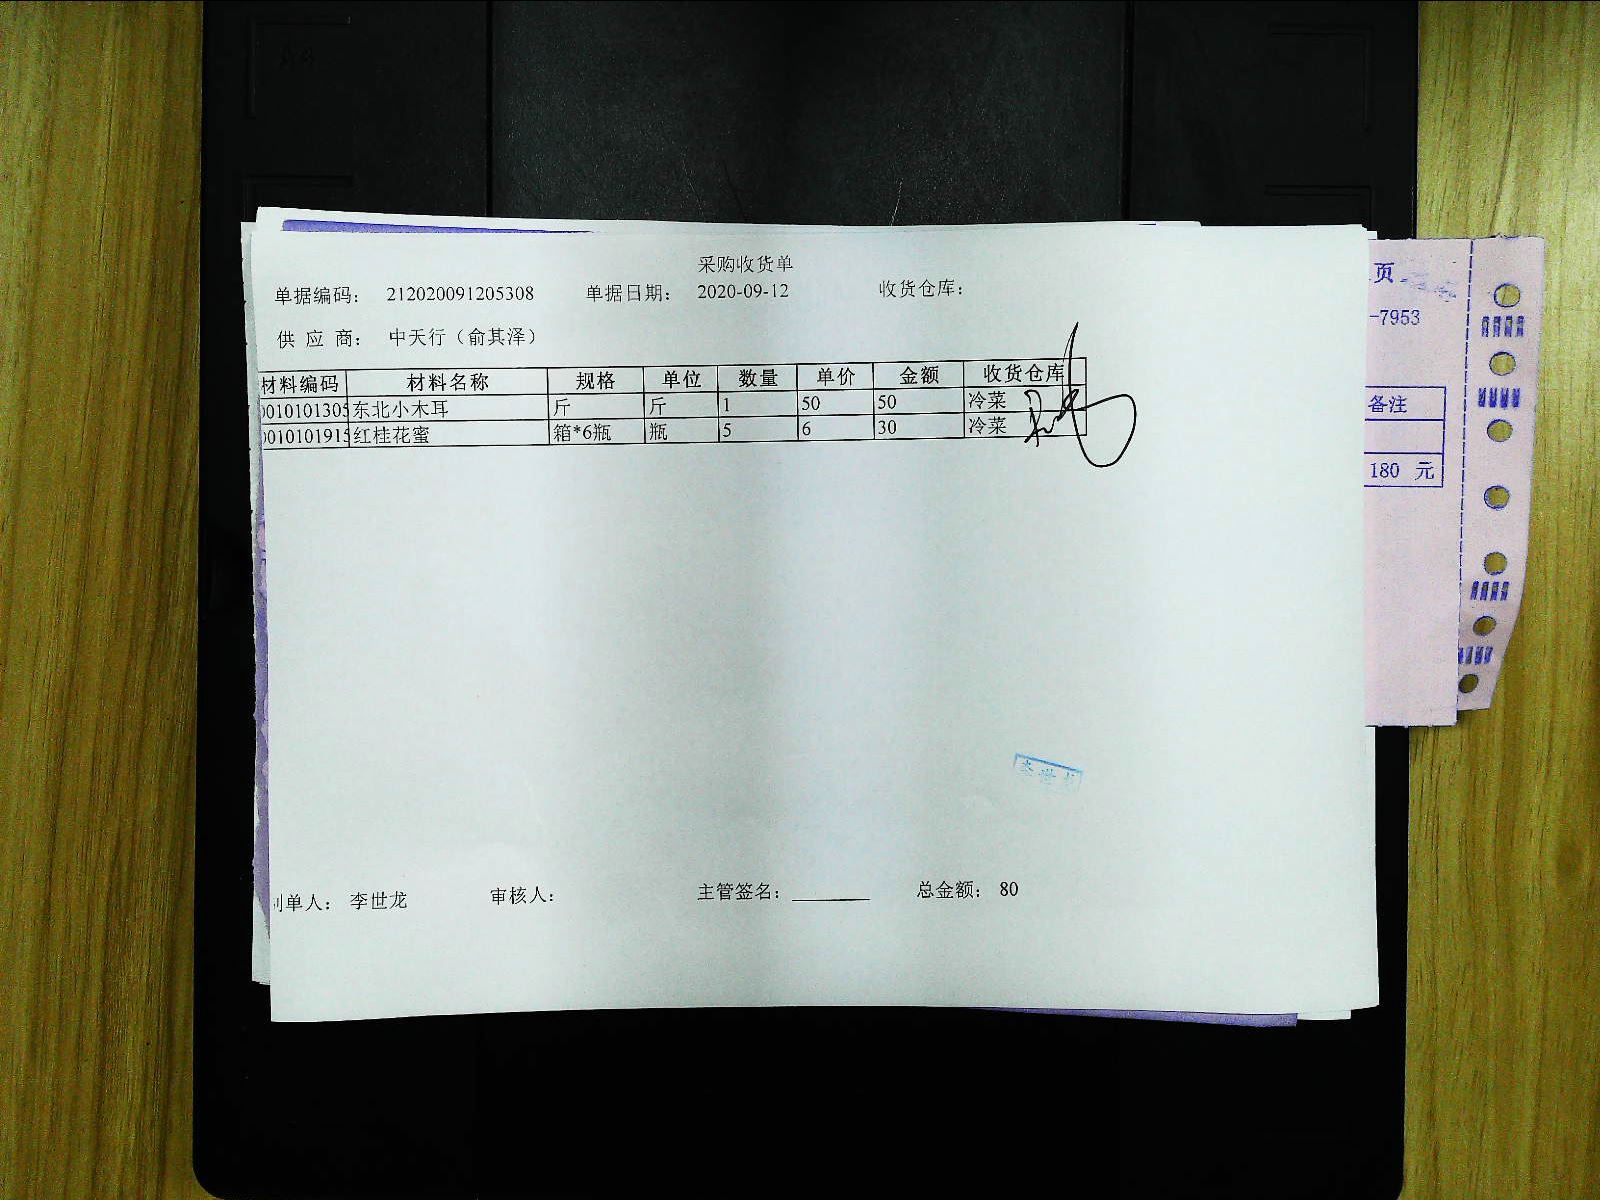 采购收货单
单据编码： 212020091205308 单据日期： 2020-09-12 收货仓库：
供 应 商： 中天行（俞其泽）
材料编码 材料名称 规格 单位 数量 单价 金额 收货仓库
0010101305 东北小木耳 斤 斤 1 50 50 冷菜
0010101915 红桂花蜜 箱*6瓶 瓶 5 6 30 冷菜
李世龙
制单人： 李世龙 审核人： 主管签名： 总金额： 80
页
-7953
备注
180 元